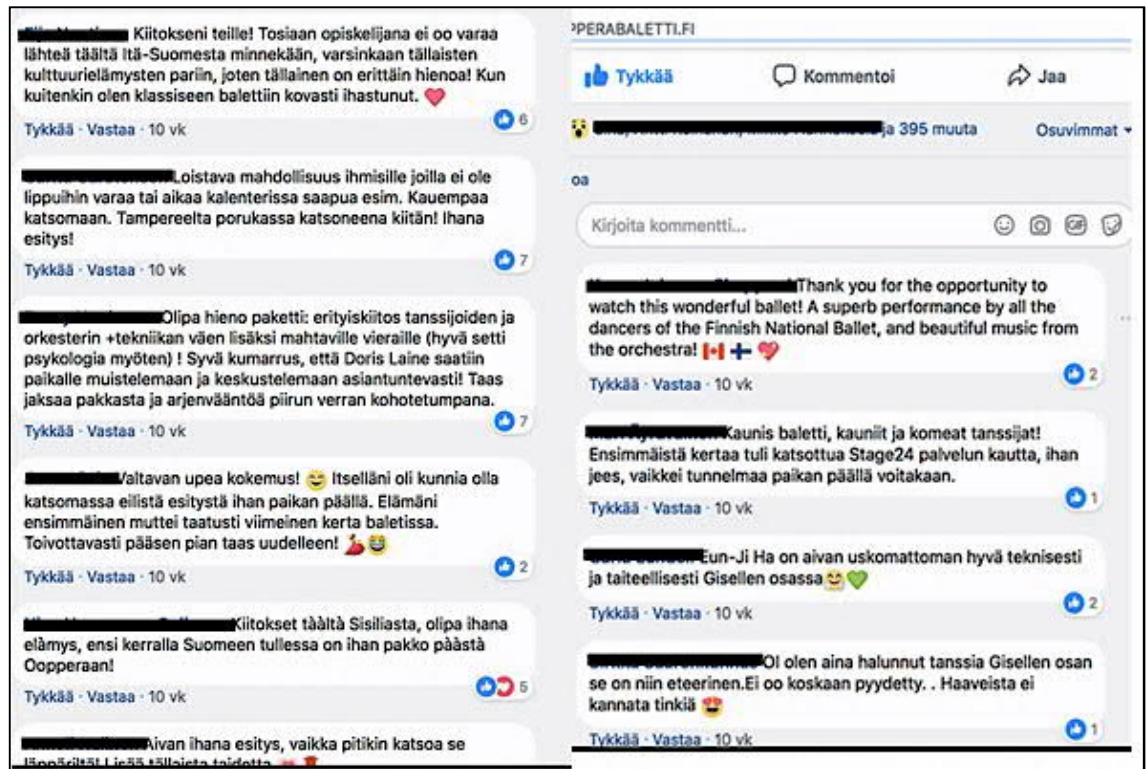 Kiitokseni teille! Tosiaan opiskelijana ei oo varaa
lähteä täältä Itä-Suomesta minnekään, varsinkaan tällaisten
kulttuurielämysten pariin, joten tällainen on erittäin hienoa! Kun
kuitenkin olen klassiseen balettiin kovasti ihastunut.
6
Tykkää · Vastaa · 10 vk
Loistava mahdollisuus ihmisille joilla ei ole
lippuihin varaa tai aikaa kalenterissa saapua esim. Kauempaa
katsomaan. Tampereelta porukassa katsoneena kiitän! Ihana
esitys!
7
Tykkää · Vastaa · 10 vk
Olipa hieno paketti: erityiskiitos tanssijoiden ja
orkesterin +tekniikan väen lisäksi mahtaville vieraille (hyvä setti
psykologia myöten) ! Syvä kumarrus, että Doris Laine saatiin
paikalle muistelemaan ja keskustelemaan asiantuntevasti! Taas
jaksaa pakkasta ja arjenvääntöä piirun verran kohotetumpana.
7
Tykkää · Vastaa · 10 vk
Valtavan upea kokemus! 😄 Itselläni oli kunnia olla
katsomassa eilistä esitystä ihan paikan päällä. Elämäni
ensimmäinen muttei taatusti viimeinen kerta baletissa.
Toivottavasti pääsen pian taas uudelleen! 💃😄
2
Tykkää · Vastaa · 10 vk
Kiitokset tààltà Sisiliasta, olipa ihana
elämys, ensi kerralla Suomeen tullessa on ihan pakko päästä
Oopperaan!
5
Tykkää · Vastaa · 10 vk
Aivan ihana esitys, vaikka pitikin katsoa se
läppäriltä! Lisää tällaista taidetta
PPERABALETTI.FI
Tykkää Kommentoi Jaa
ja 395 muuta Osuvimmat
oa
Kirjoita kommentti... GIF
Thank you for the opportunity to
watch this wonderful ballet! A superb performance by all the
dancers of the Finnish National Ballet, and beautiful music from
the orchestra! 🇨🇦 🇫🇮 💖
2
Tykkää · Vastaa · 10 vk
Kaunis baletti, kauniit ja komeat tanssijat!
Ensimmäistä kertaa tuli katsottua Stage24 palvelun kautta, ihan
jees, vaikkei tunnelmaa paikan päällä voitakaan.
1
Tykkää · Vastaa · 10 vk
Eun-Ji Ha on aivan uskomattoman hyvä teknisesti
ja taiteellisesti Gisellen osassa😄💚
2
Tykkää · Vastaa · 10 vk
Ol olen aina halunnut tanssia Gisellen osan
se on niin eteerinen.Ei oo koskaan pyydetty. . Haaveista ei
kannata tinkiä 😍
1
Tykkää · Vastaa · 10 vk